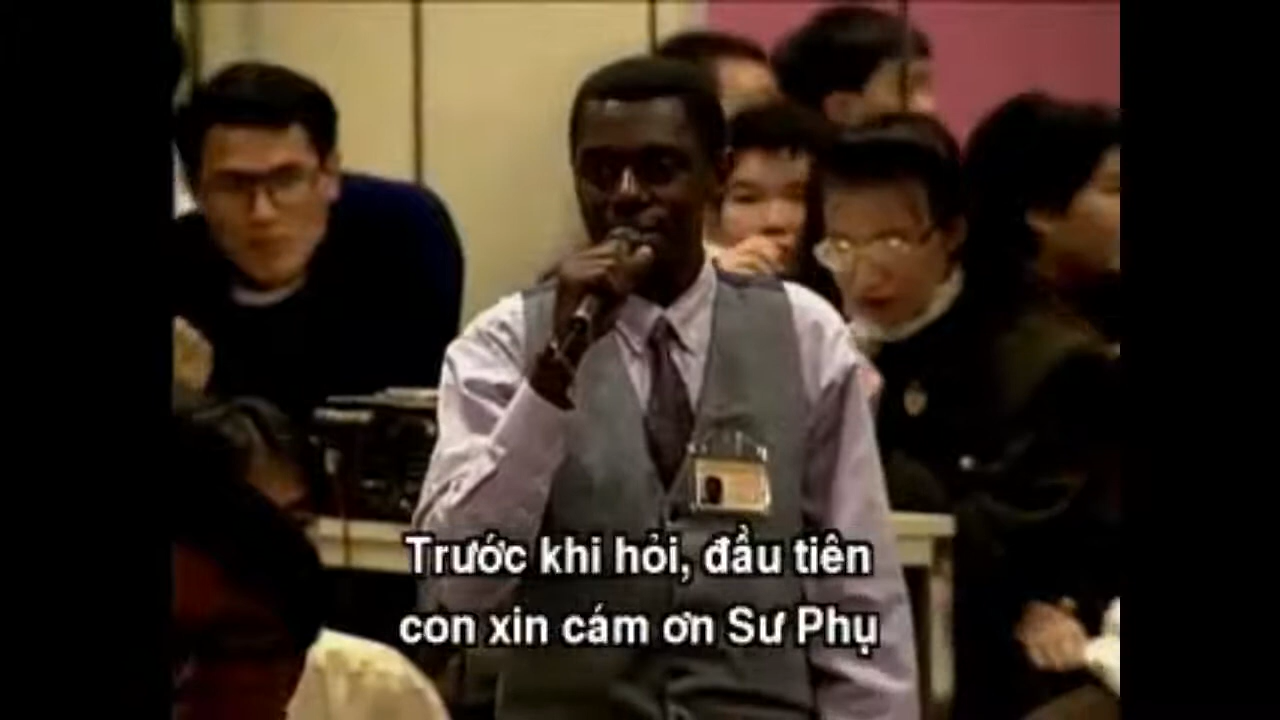 Trước khi hỏi, đầu tiên
con xin cám ơn Sư Phụ